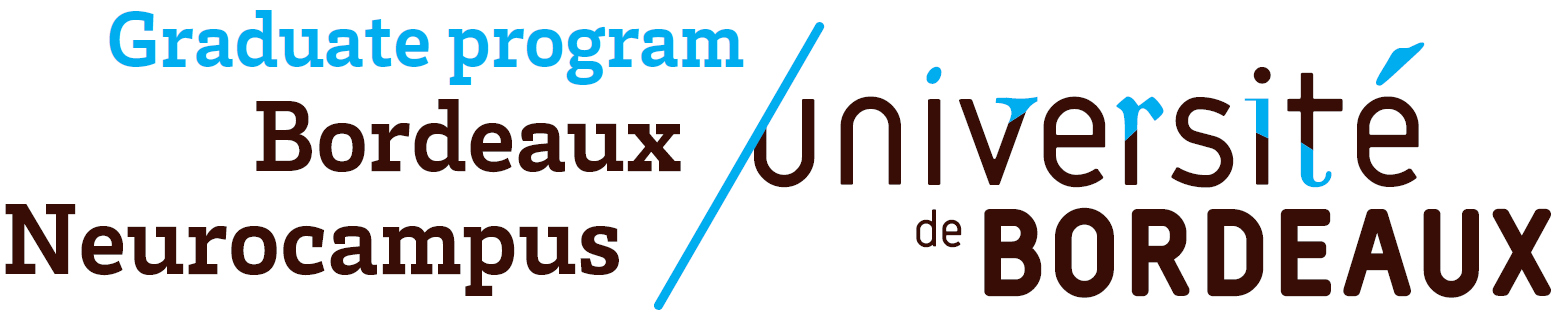 Graduate program
Bordeaux
Neurocampus
université
de BORDEAUX